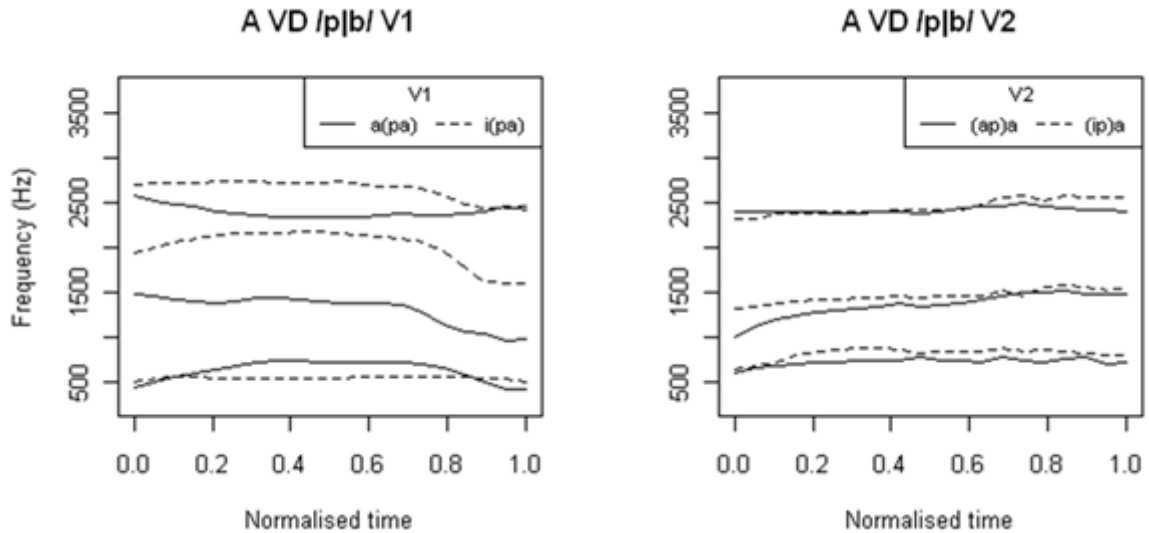 A VD /p|b/ V1
V1
a(pa) i(pa)
3500
2500
1500
500
Frequency (Hz)
0.0 0.2 0.4 0.6 0.8 1.0
Normalised time
A VD /p|b/ V2
V2
(ap)a (ip)a
3500
2500
1500
500
0.0 0.2 0.4 0.6 0.8 1.0
Normalised time